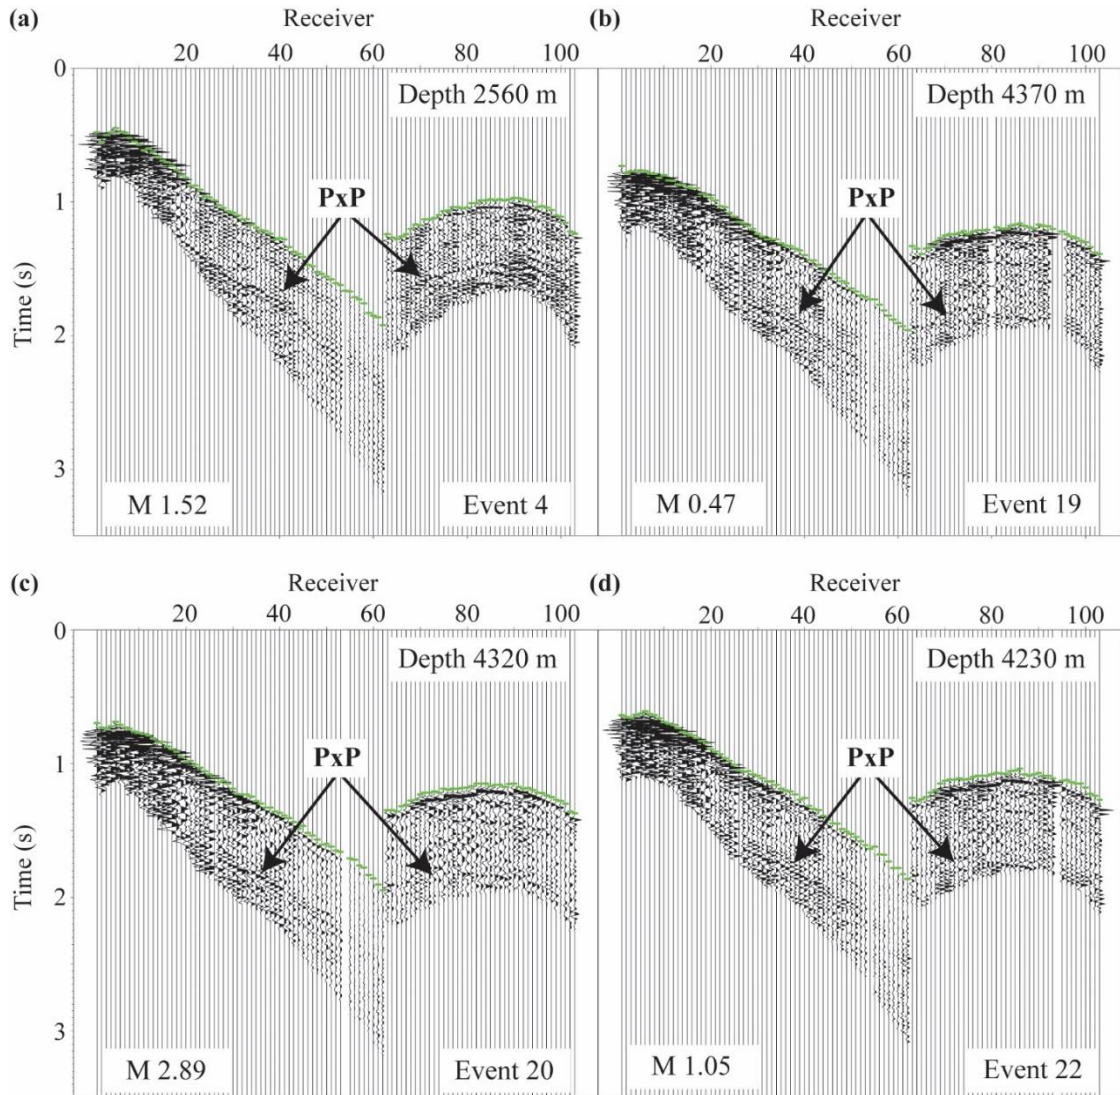 (a) Receiver
20 40 60 80 100
0
Depth 2560 m
1
PxP
Time (s)
2
3
M 1.52 Event 4
(b) Receiver
20 40 60 80 100
Depth 4370 m
PxP
M 0.47 Event 19
(c) Receiver
20 40 60 80 100
0
Depth 4320 m
1
PxP
Time (s)
2
3
M 2.89 Event 20
(d) Receiver
20 40 60 80 100
Depth 4230 m
PxP
M 1.05 Event 22